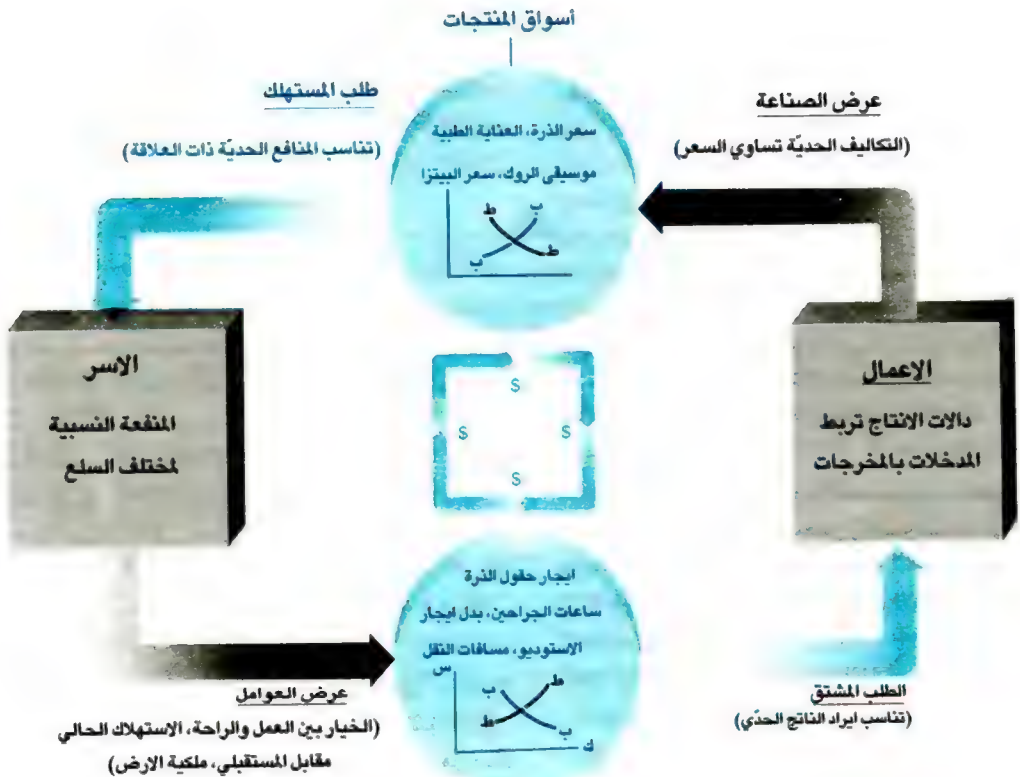 أسواق المنتجات
طلب المستهلك
(تناسب المنافع الحديّة ذات العلاقة)
سعر الذرة، العناية الطبية
موسيقى الروك، سعر البيتزا
ط
ب
ب
ط
عرض الصناعة
(التكاليف الحديّة تساوي السعر)
الاسر
المنفعة النسبية
لمختلف السلع
$
$
$
$
الاعمال
دالات الانتاج تربط
المدخلات بالمخرجات
ايجار حقول الذرة
ساعات الجراحين، بدل ايجار
الاستوديو، مسافات النقل
س
ب
ط
ط
ب
ك
عرض العوامل
(الخيار بين العمل والراحة، الاستهلاك الحالي
مقابل المستقبلي، ملكية الارض)
الطلب المشتق
(تناسب ايراد الناتج الحدّي)